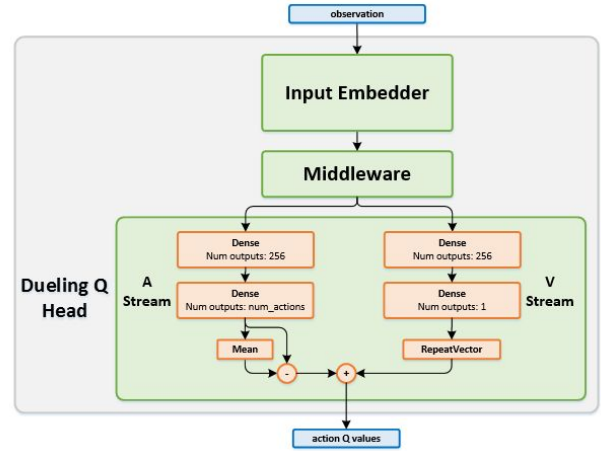 observation
Input Embedder
Middleware
Dueling Q
Head
A
Stream
Dense
Num outputs: 256
Dense
Num outputs: num_actions
Mean
-
+
Dense
Num outputs: 256
Dense
Num outputs: 1
RepeatVector
V
Stream
action Q values